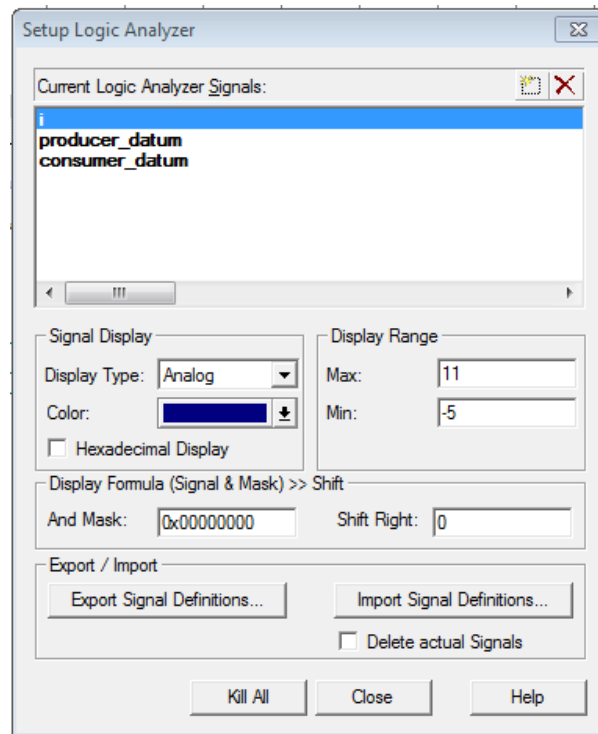 Setup Logic Analyzer
Current Logic Analyzer Signals:
i
producer_datum
consumer_datum
Signal Display
Display Type: Analog
Color:
Hexadecimal Display
Display Range
Max: 11
Min: -5
Display Formula (Signal & Mask) >> Shift
And Mask: 0x00000000 Shift Right: 0
Export / Import
Export Signal Definitions... Import Signal Definitions...
Delete actual Signals
Kill All Close Help